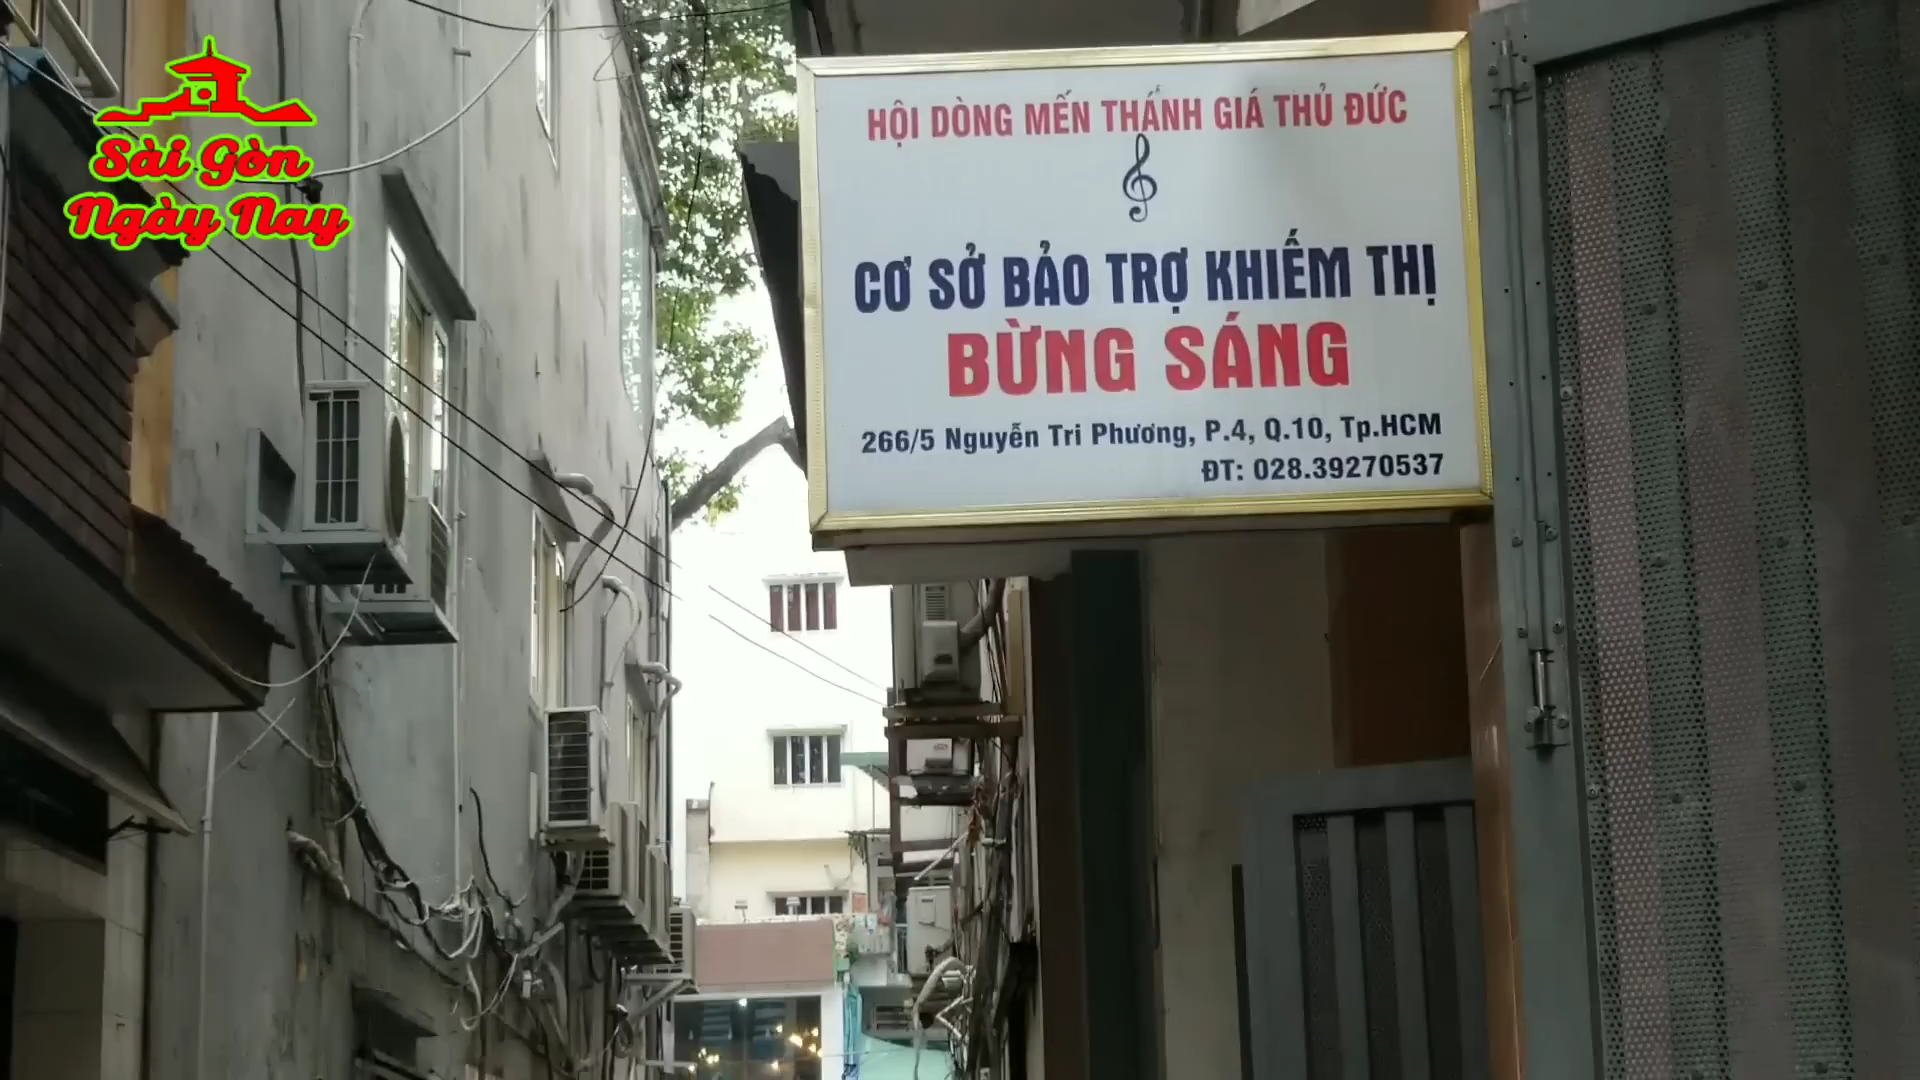 Sài Gòn
Ngày Nay
HỘI DÒNG MẾN THÁNH GIÁ THỦ ĐỨC
CƠ SỞ BẢO TRỢ KHIẾM THỊ
BỪNG SÁNG
266/5 Nguyễn Tri Phương, P.4, Q.10, Tp.HCM
ĐT: 028.39270537